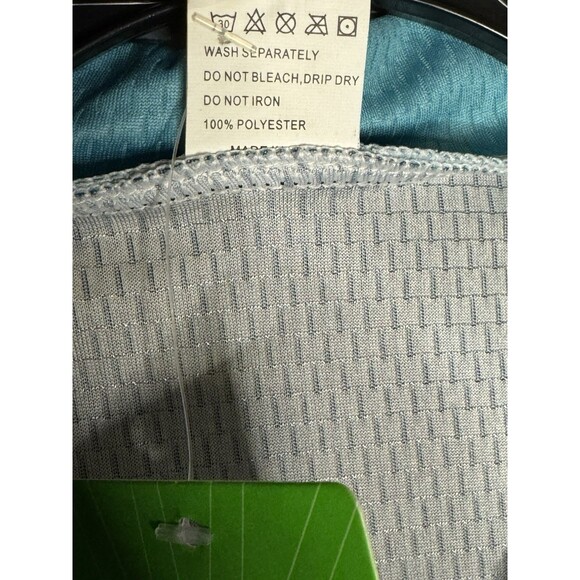 30
WASH SEPARATELY
DO NOT BLEACH,DRIP DRY
DO NOT IRON
100% POLYESTER